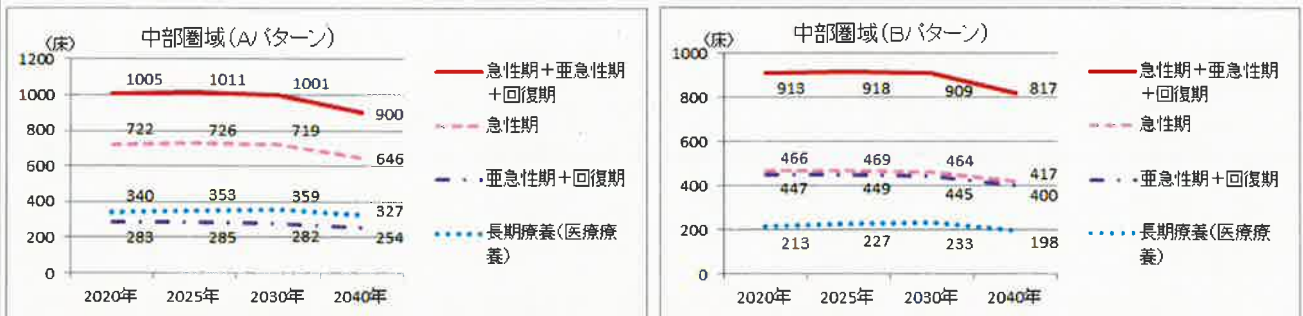 中部圏域(Aパターン)
(床)
1200
1000
800
600
400
200
0
1005 1011 1001 900
722 726 719 646
340 353 359 327
283 285 282 254
2020年 2025年 2030年 2040年
急性期+亜急性期
+回復期
急性期
亜急性期+回復期
長期療養(医療療
養)
中部圏域(Bパターン)
(床)
1000
800
600
400
200
0
913 918 909 817
466 469 464 417
447 449 445 400
213 227 233 198
2020年 2025年 2030年 2040年
急性期+亜急性期
+回復期
急性期
亜急性期+回復期
長期療養(医療療
養)